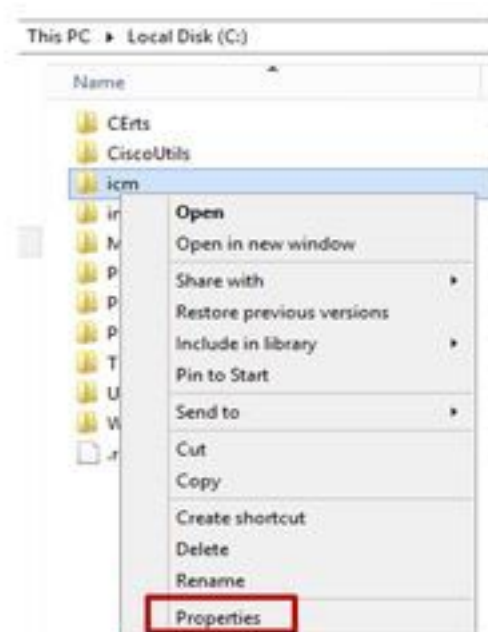 This PC ▸ Local Disk (C:)
Name
CErts
CiscoUtils
icm
Open
Open in new window
Share with
Restore previous versions
Include in library
Pin to Start
Send to
Cut
Copy
Create shortcut
Delete
Rename
Properties